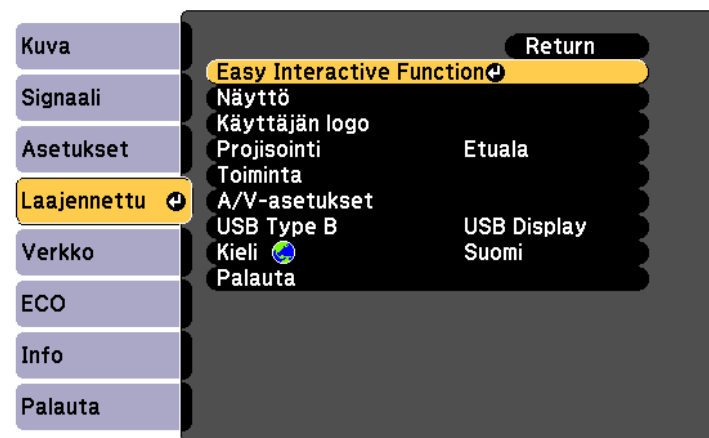 Kuva
Signaali
Asetukset
Laajennettu
Verkko
ECO
Info
Palauta
Return
Easy Interactive Function
Näyttö
Käyttäjän logo
Projisointi Etuala
Toiminta
A/V-asetukset
USB Type B USB Display
Kieli Suomi
Palauta